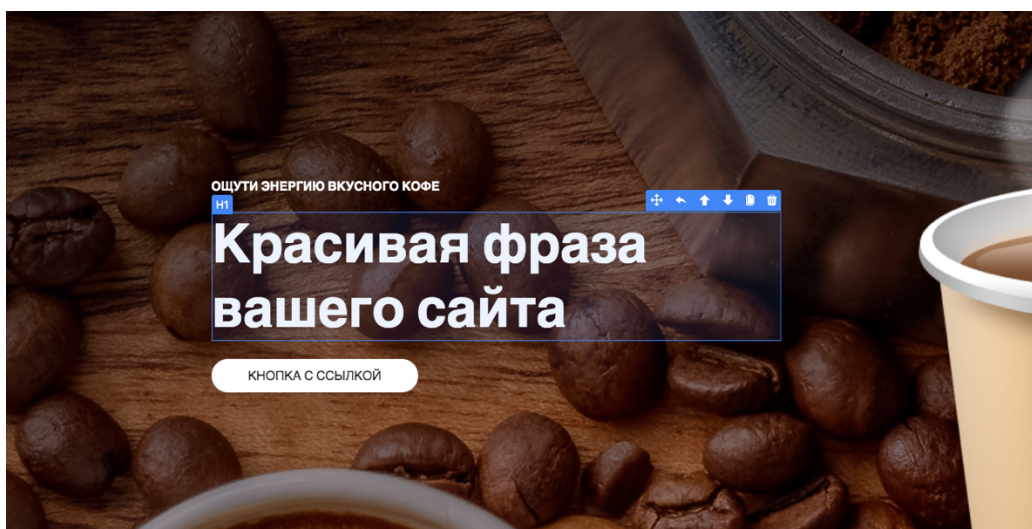 ОЩУТИ ЭНЕРГИЮ ВКУСНОГО КОФЕ
H1
Красивая фраза
вашего сайта
КНОПКА С ССЫЛКОЙ